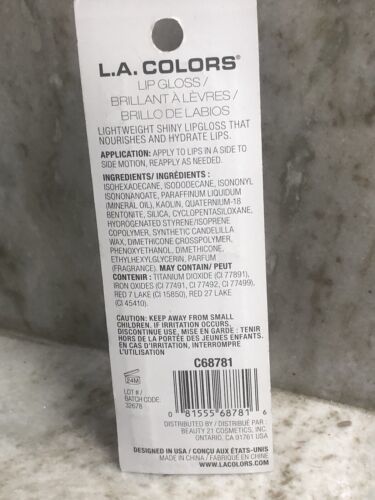 L.A. COLORS®
LIP GLOSS /
BRILLANT À LÈVRES /
BRILLO DE LABIOS
LIGHTWEIGHT SHINY LIPGLOSS THAT
NOURISHES AND HYDRATE LIPS.
APPLICATION: APPLY TO LIPS IN A SIDE TO
SIDE MOTION, REAPPLY AS NEEDED.
INGREDIENTS/ INGRÉDIENTS :
ISOHEXADECANE, ISODODECANE, ISONONYL
ISONONANOATE, PARAFFINUM LIQUIDUM
(MINERAL OIL), KAOLIN, QUATERNIUM-18
BENTONITE, SILICA, CYCLOPENTASILOXANE,
HYDROGENATED STYRENE/ISOPRENE
COPOLYMER, SYNTHETIC CANDELILLA
WAX, DIMETHICONE CROSSPOLYMER,
PHENOXYETHANOL, DIMETHICONE,
ETHYLHEXYLGLYCERIN, PARFUM
(FRAGRANCE). MAY CONTAIN/ PEUT
CONTENIR : TITANIUM DIOXIDE (CI 77891),
IRON OXIDES (CI 77491, CI 77492, CI 77499),
RED 7 LAKE (CI 15850), RED 27 LAKE
(CI 45410).
CAUTION: KEEP AWAY FROM SMALL
CHILDREN. IF IRRITATION OCCURS,
DISCONTINUE USE, MISE EN GARDE : TENIR
HORS DE LA PORTÉE DES JEUNES ENFANTS.
EN CAS D'IRRITATION, INTERROMPRE
L'UTILISATION
C68781
24M
LOT # /
BATCH CODE:
32678
0 81555 68781 6
DISTRIBUTED BY / DISTRIBUÉ PAR :
BEAUTY 21 COSMETICS, INC.
ONTARIO, CA 91761 USA
DESIGNED IN USA / CONÇU AUX ÉTATS-UNIS
MADE IN CHINA / FABRIQUÉ EN CHINE
WWW.LACOLORS.COM